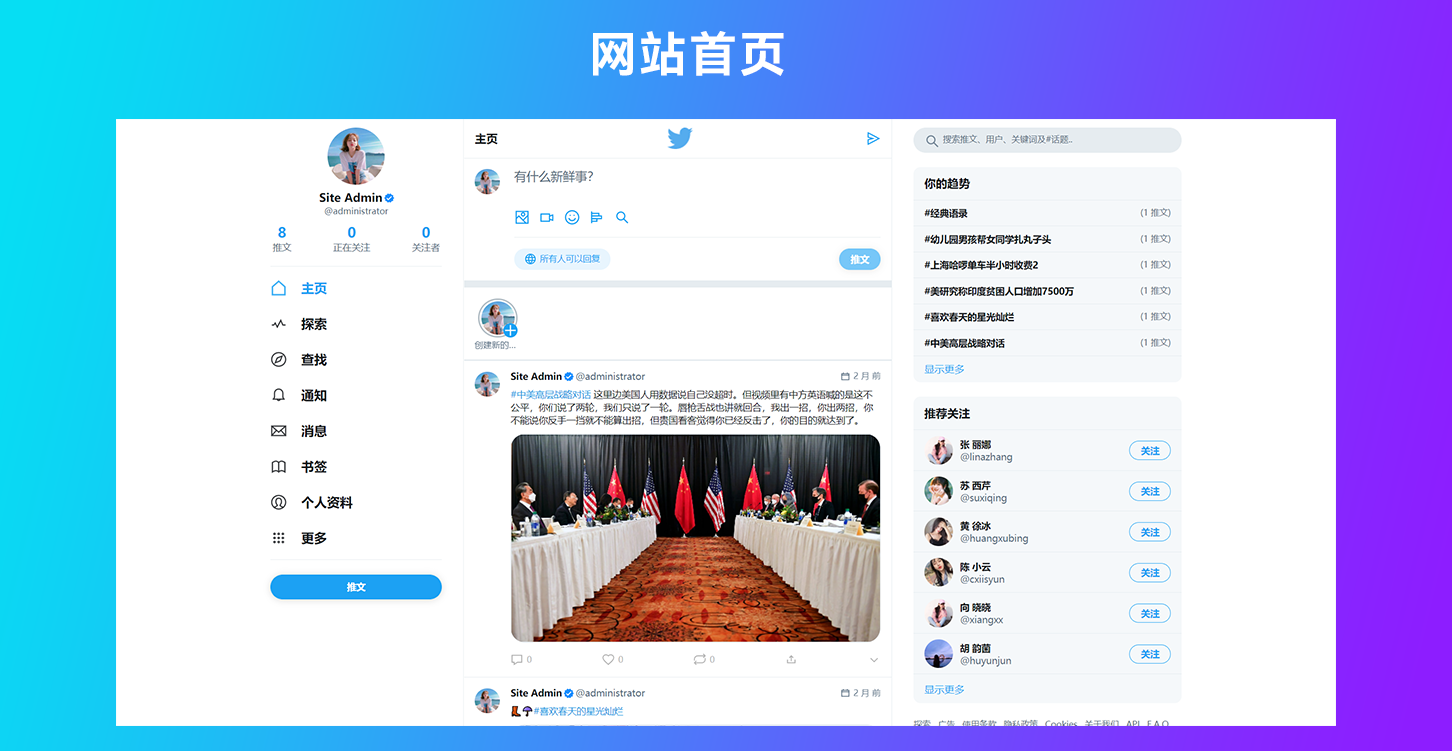 网站首页
Site Admin
@administrator
8
推文
0
正在关注
0
关注者
主页
探索
查找
通知
消息
书签
个人资料
更多
推文
主页
有什么新鲜事?
所有人可以回复
推文
创建新的...
Site Admin @administrator
2 月 前
#中美高层战略对话 这里边美国人用数据说自己没超时。但视频里有中方英语喊的是这不
公平，你们说了两轮，我们只说了一轮。唇枪舌战也讲就回合，我出一招，你出两招，你
不能说你反手一挡就不能算出招，但贵国看客觉得你已经反击了，你的目的就达到了。
0
0
0
Site Admin @administrator
2 月 前
#喜欢春天的星光灿烂
搜索推文、用户、关键词及#话题..
你的趋势
#经典语录 (1 推文)
#幼儿园男孩帮女同学扎丸子头 (1 推文)
#上海哈啰单车半小时收费2 (1 推文)
#美研究称印度贫困人口增加7500万 (1 推文)
#喜欢春天的星光灿烂 (1 推文)
#中美高层战略对话 (1 推文)
显示更多
推荐关注
张 丽娜
@linazhang
关注
苏 西芹
@suxiqing
关注
黄 徐冰
@huangxubing
关注
陈 小云
@cxiisyun
关注
向 晓晓
@xiangxx
关注
胡 韵菌
@huyunjun
关注
显示更多
探索 广告 使用条款 隐私政策 Cookies 关于我们 API F.A.Q